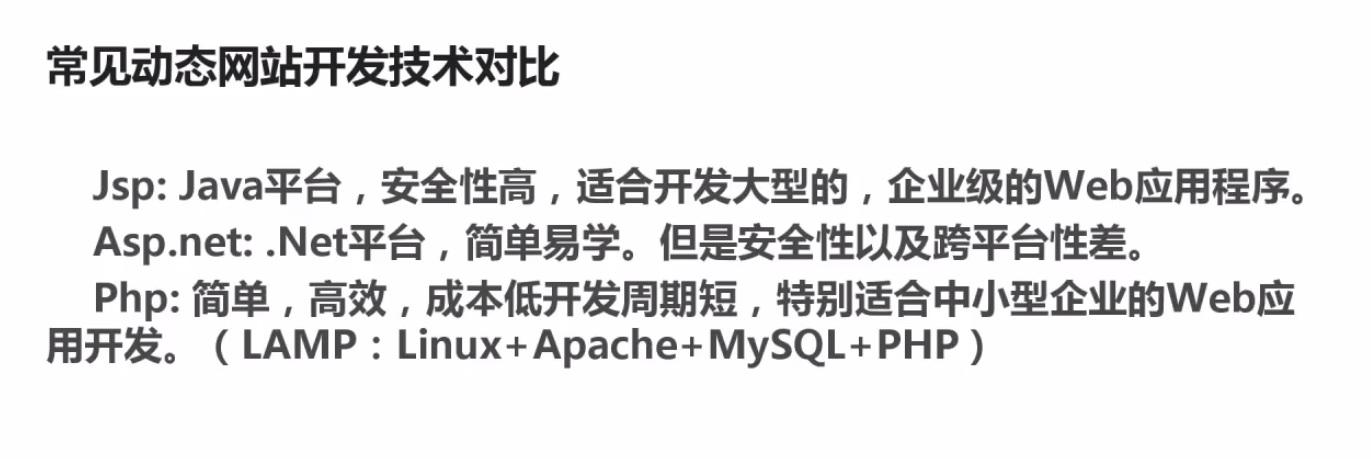 常见动态网站开发技术对比
Jsp: Java平台，安全性高，适合开发大型的，企业级的Web应用程序。
Asp.net: .Net平台，简单易学。但是安全性以及跨平台性差。
Php: 简单，高效，成本低开发周期短，特别适合中小型企业的Web应
用开发。（LAMP：Linux+Apache+MySQL+PHP）